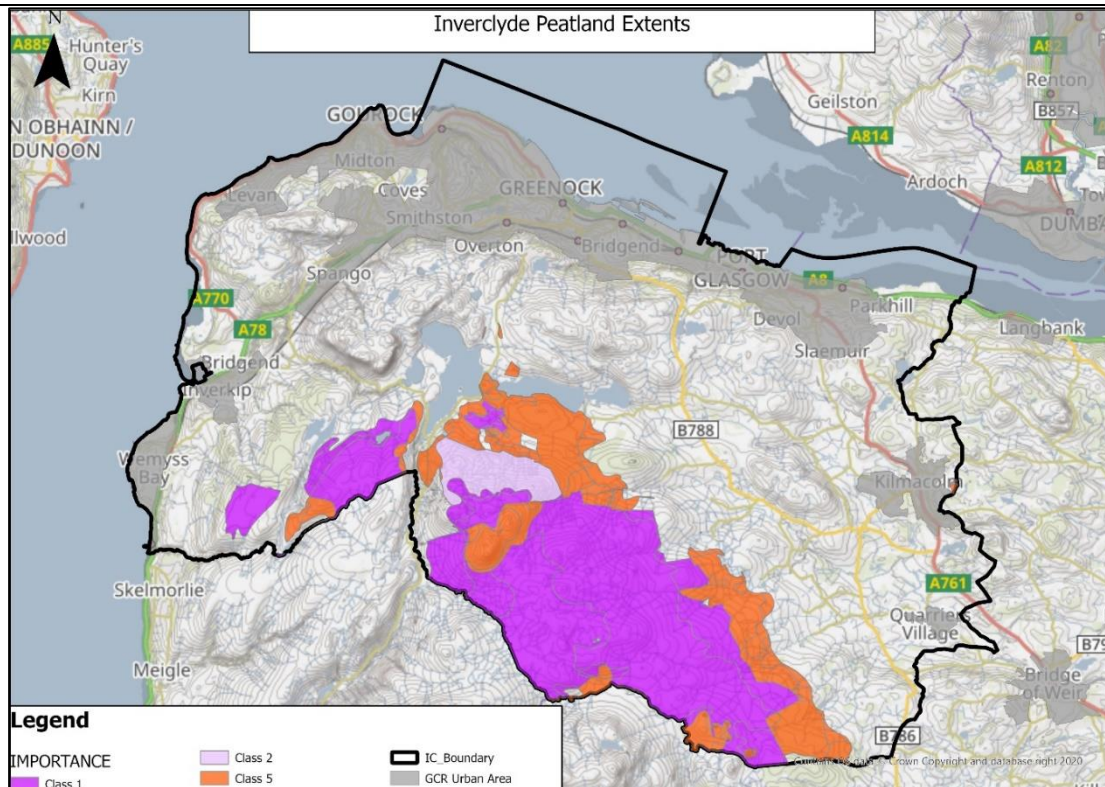 Inverclyde Peatland Extents
N
A885
Hunter's
Quay
Kirn
N OBHAINN /
DUNOON
llwood
GOUROCK
Midton
Levan
Coves
GREENOCK
Smithston
Overton
Bridgend
Spango
A770
A78
Bridgend
Inverkip
Wemyss
Bay
Skelmorlie
Meigle
PORT
GLASGOW
A8
Parkhill
Devol
Slaemuir
Langbank
B788
Kilmacolm
A761
Quarriers
Village
Bridge
of Weir
B79
B786
Geilston
A814
Ardoch
A82
Renton
B857
A812
DUMBA
Crown Copyright and database right 2020
Legend
IMPORTANCE
Class 1
Class 2
Class 5
IC_Boundary
GCR Urban Area